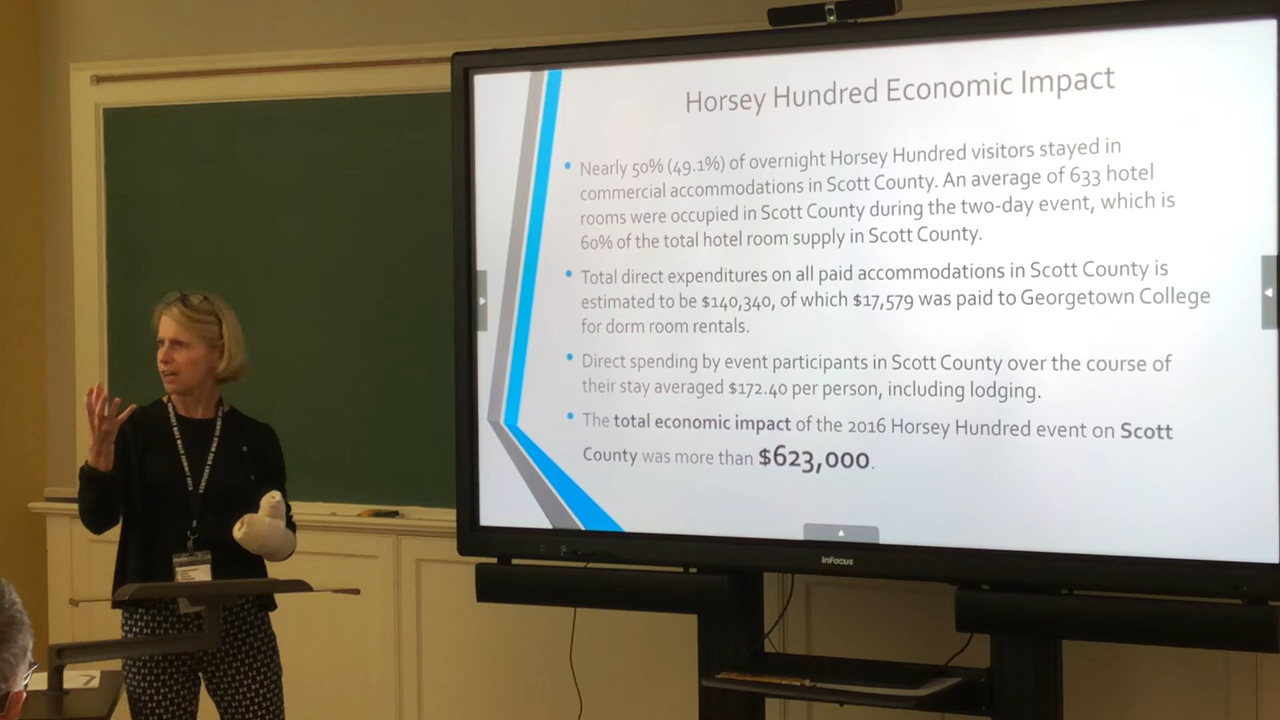 Horsey Hundred Economic Impact
• Nearly 50% (49.1%) of overnight Horsey Hundred visitors stayed in
commercial accommodations in Scott County. An average of 633 hotel
rooms were occupied in Scott County during the two-day event, which is
60% of the total hotel room supply in Scott County.
• Total direct expenditures on all paid accommodations in Scott County is
estimated to be $140,340, of which $17,579 was paid to Georgetown College
for dorm room rentals.
• Direct spending by event participants in Scott County over the course of
their stay averaged $172.40 per person, including lodging.
• The total economic impact of the 2016 Horsey Hundred event on Scott
County was more than $623,000.
InFocus
KENTUCKY BIKE WALK SUMMIT